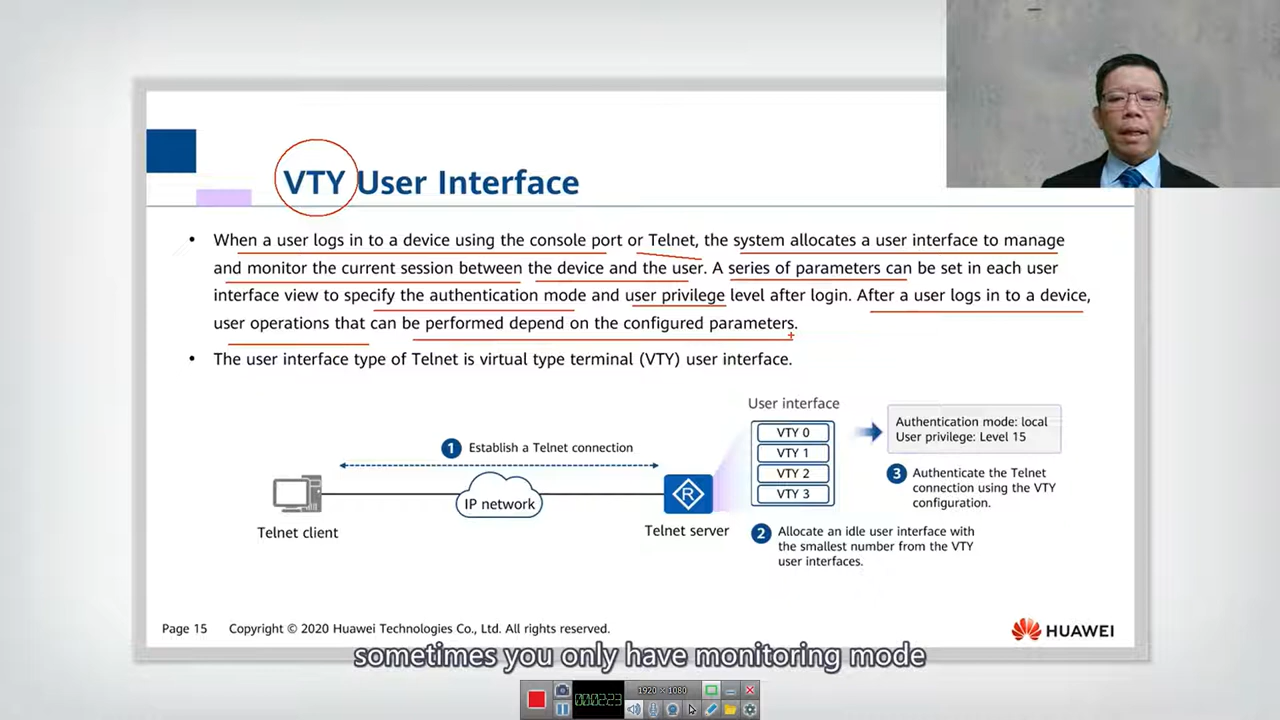 VTY User Interface
• When a user logs in to a device using the console port or Telnet, the system allocates a user interface to manage
and monitor the current session between the device and the user. A series of parameters can be set in each user
interface view to specify the authentication mode and user privilege level after login. After a user logs in to a device,
user operations that can be performed depend on the configured parameters.
• The user interface type of Telnet is virtual type terminal (VTY) user interface.
User interface
VTY 0
VTY 1
VTY 2
VTY 3
Authentication mode: local
User privilege: Level 15
1 Establish a Telnet connection
3 Authenticate the Telnet
connection using the VTY
configuration.
IP network
R
Telnet client
Telnet server
2 Allocate an idle user interface with
the smallest number from the VTY
user interfaces.
Page 15 Copyright © 2020 Huawei Technologies Co., Ltd. All rights reserved.
HUAWEI
sometimes you only have monitoring mode
1920 × 1080
000223